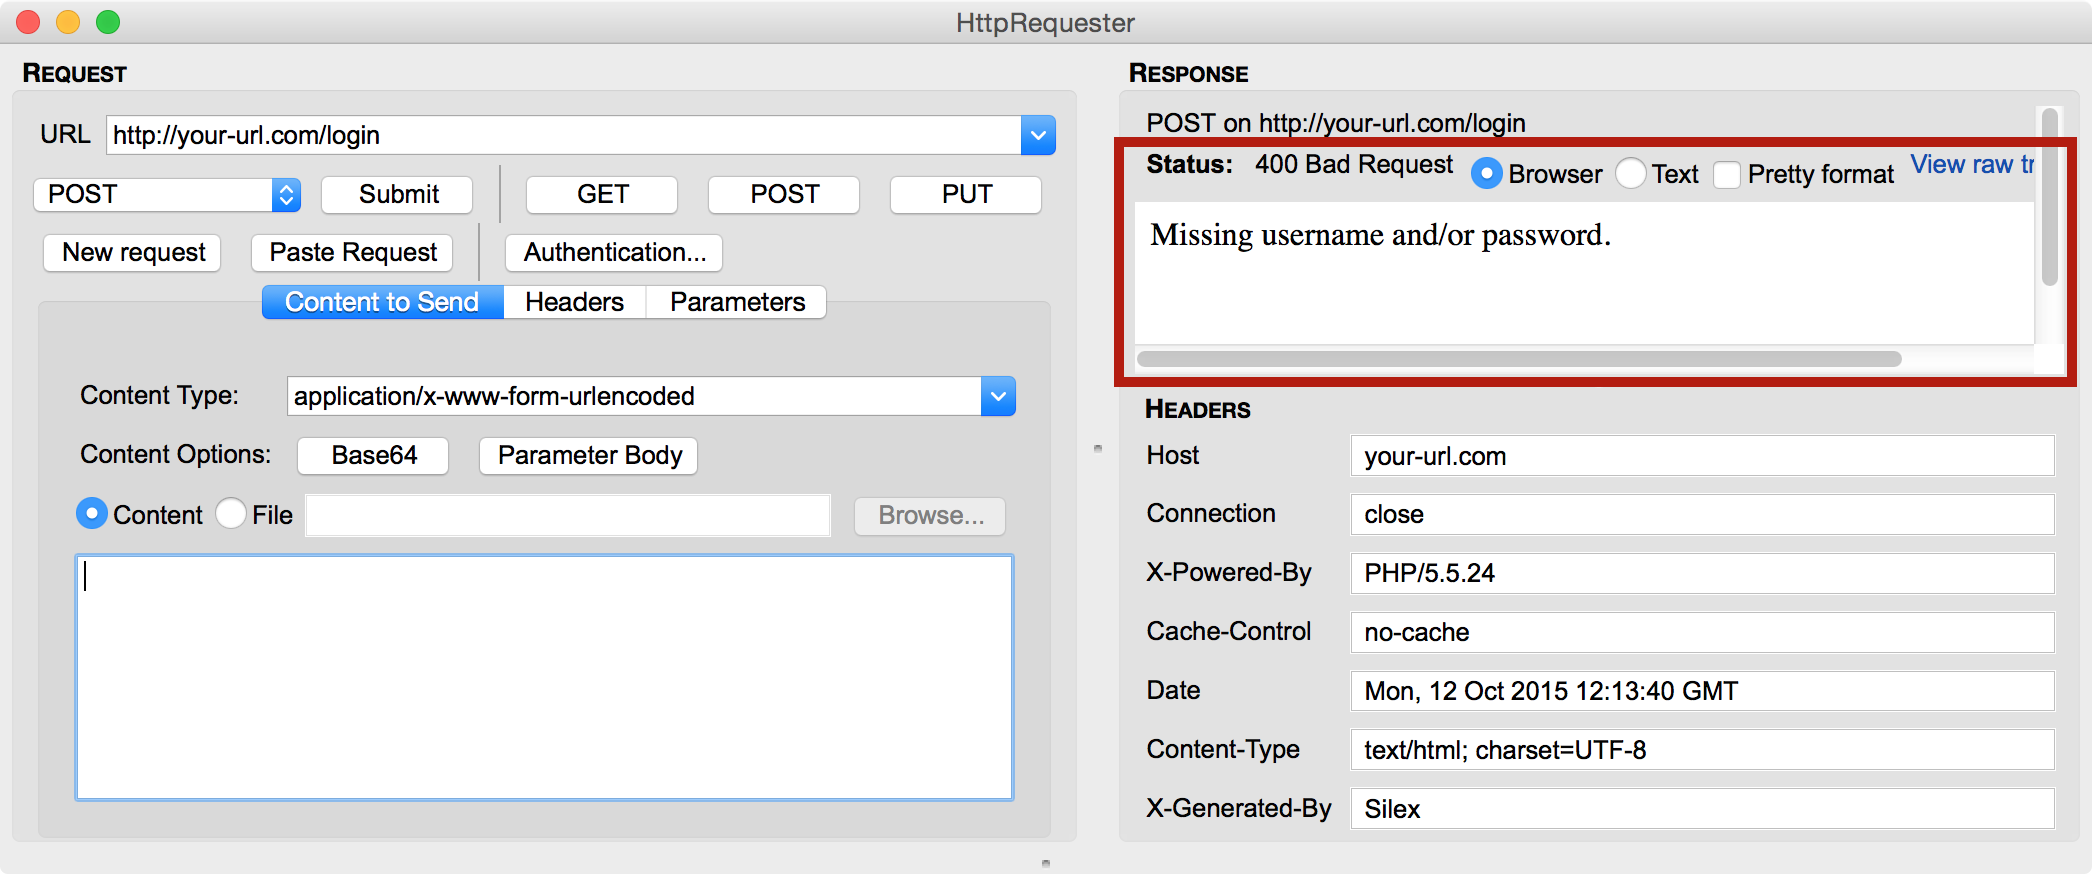 HttpRequester
REQUEST
URL http://your-url.com/login
POST Submit GET POST PUT
New request Paste Request Authentication...
Content to Send Headers Parameters
Content Type: application/x-www-form-urlencoded
Content Options: Base64 Parameter Body
Content File Browse...
RESPONSE
POST on http://your-url.com/login
Status: 400 Bad Request Browser Text Pretty format View raw tr
Missing username and/or password.
HEADERS
Host your-url.com
Connection close
X-Powered-By PHP/5.5.24
Cache-Control no-cache
Date Mon, 12 Oct 2015 12:13:40 GMT
Content-Type text/html; charset=UTF-8
X-Generated-By Silex